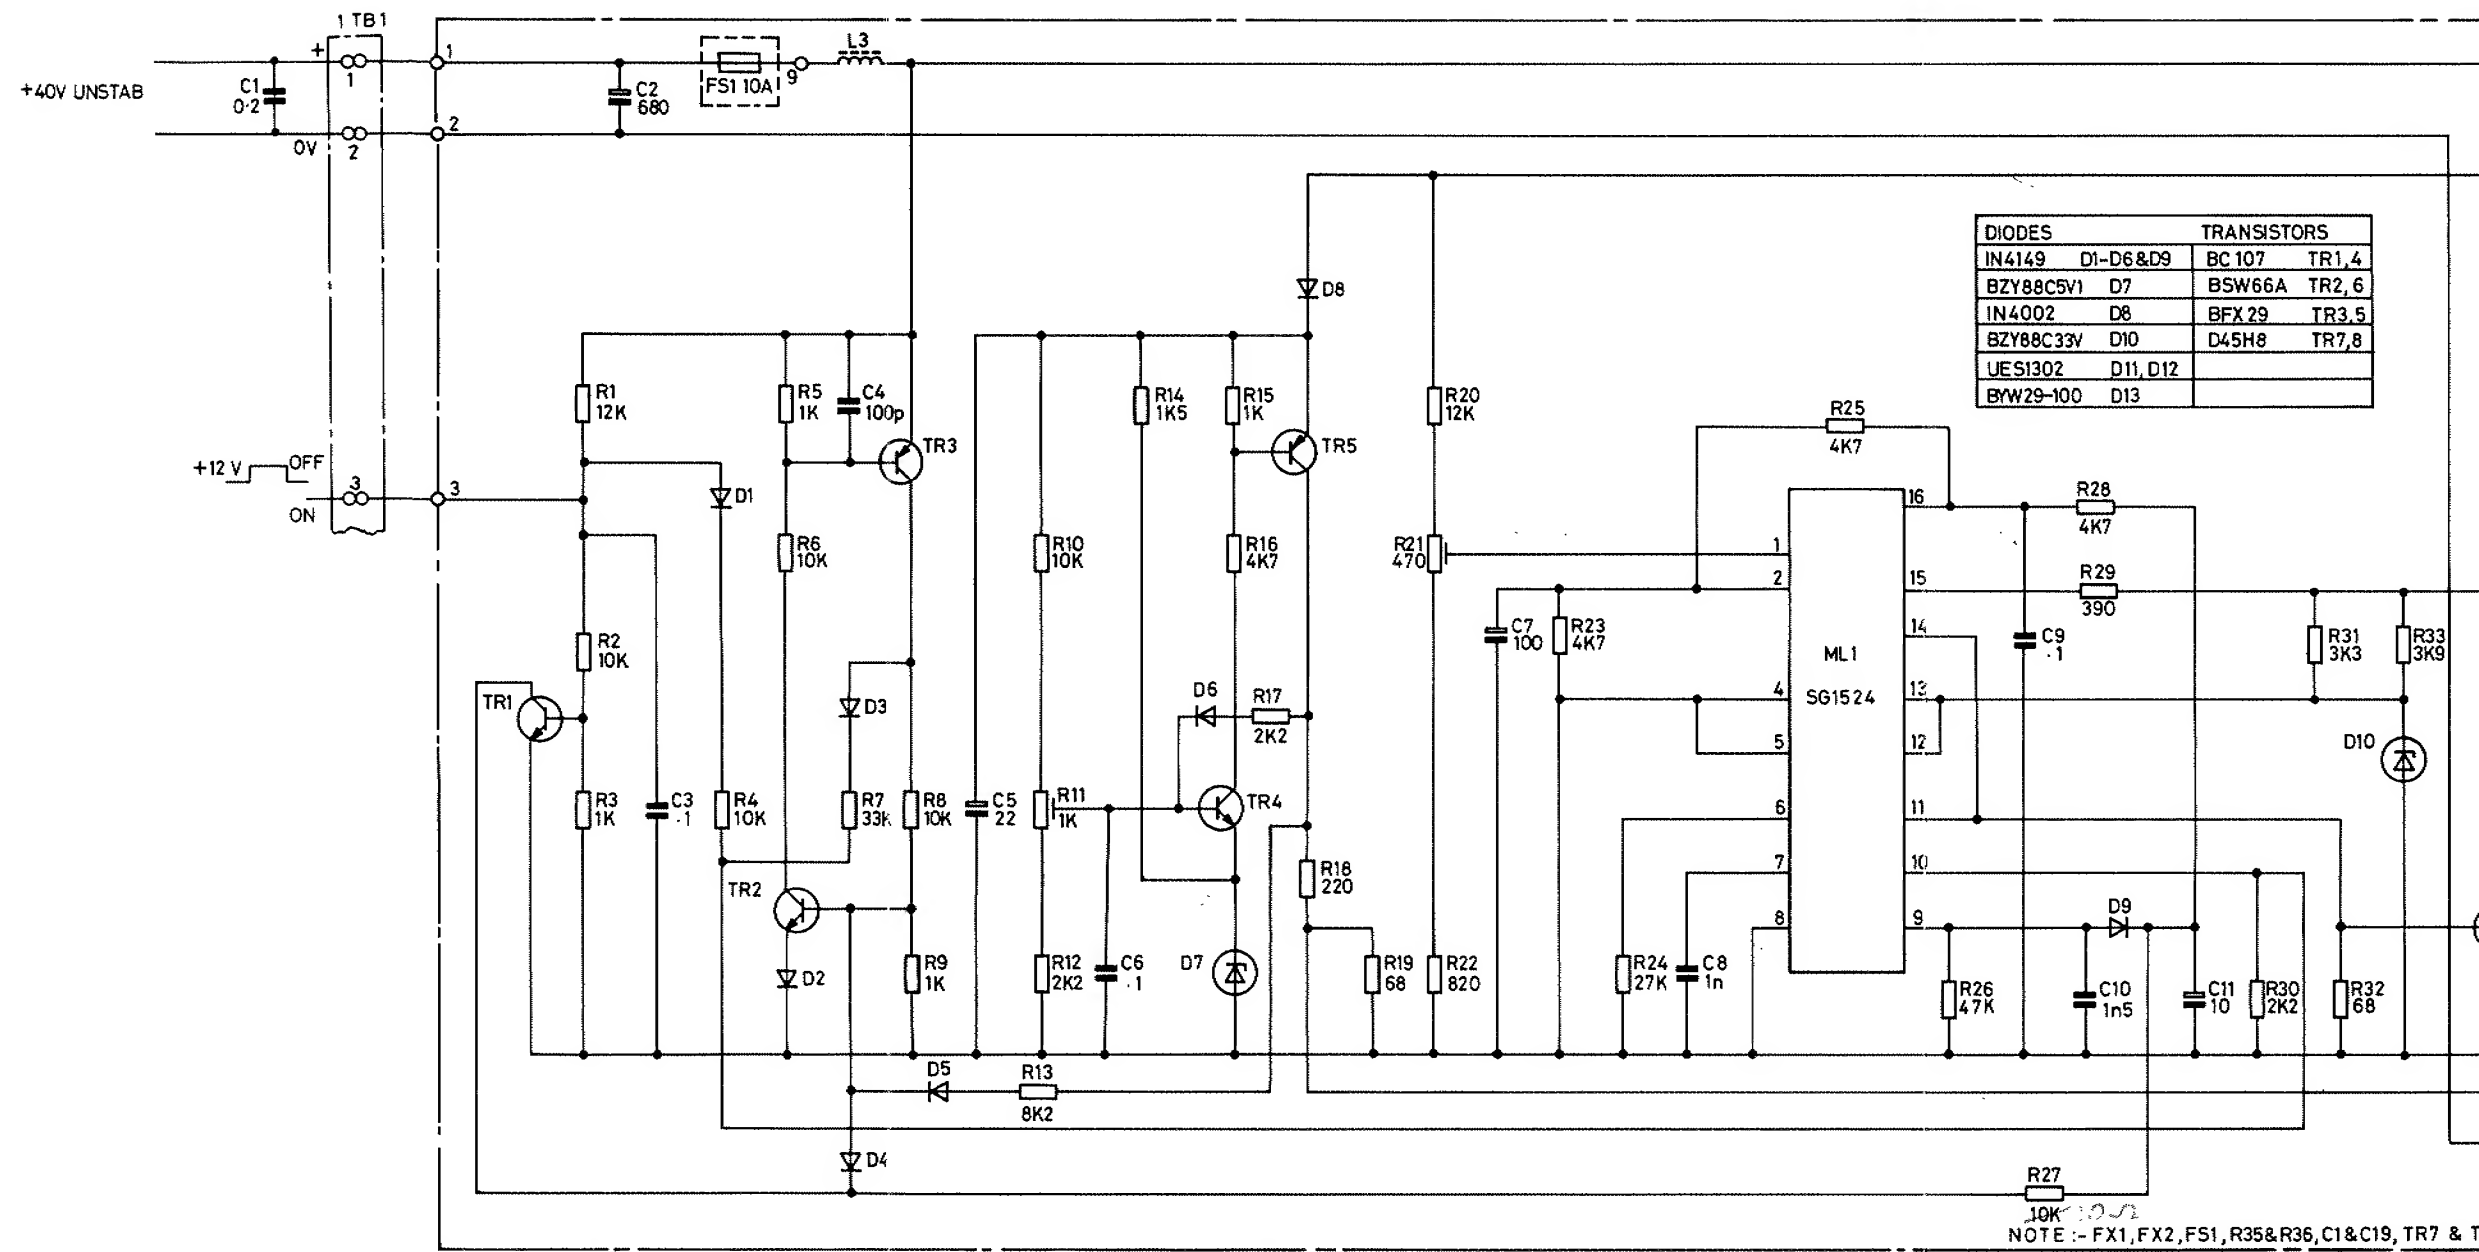 1 TB1
+
1
1
L3
9
FS1 10A
C1
0·2
C2
680
+40V UNSTAB
2
0V
2
DIODES TRANSISTORS
IN4149 D1-D6&D9 BC 107 TR1,4
BZY88C5V1 D7 BSW66A TR2,6
IN4002 D8 BFX 29 TR3,5
BZY88C33V D10 D45H8 TR7,8
UES1302 D11, D12
BYW29-100 D13
D8
R1
12K
R5
1K
C4
100p
R14
1K5
R15
1K
R20
12K
R25
4K7
TR3
TR5
+12 V
OFF
3
3
ON
D1
16
R28
4K7
R6
10K
R10
10K
R16
4K7
R21
470
1
2
15
R29
390
C7
100
R23
4K7
14
C9
·1
R31
3K3
R33
3K9
R2
10K
ML1
SG1524
TR1
D3
D6
R17
2K2
4
13
5
12
D10
R3
1K
C3
·1
R4
10K
R7
33K
R8
10K
C5
22
R11
1K
TR4
6
11
TR2
R18
220
7
10
8
9
D9
D2
R9
1K
R12
2K2
C6
·1
D7
R19
68
R22
820
R24
27K
C8
1n
R26
47K
C10
1n5
C11
10
R30
2K2
R32
68
D5
R13
8K2
D4
R27
10K 10Ω
NOTE :- FX1, FX2, FS1, R35&R36, C1&C19, TR7 &